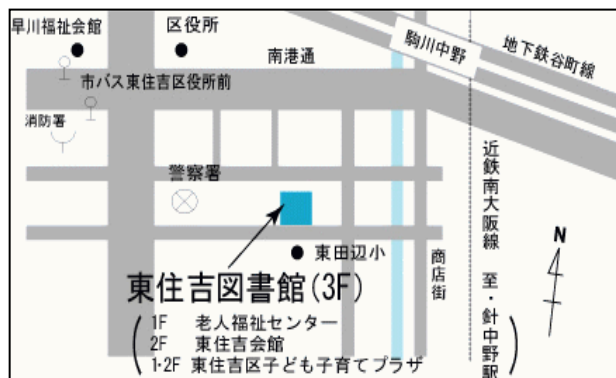 早川福祉会館
区役所
南港通
駒川中野
地下鉄谷町線
市バス東住吉区役所前
消防署
警察署
近鉄南大阪線 至・針中野駅
N
東田辺小
商店街
東住吉図書館(3F)
1F 老人福祉センター
2F 東住吉会館
1・2F 東住吉区子ども子育てプラザ